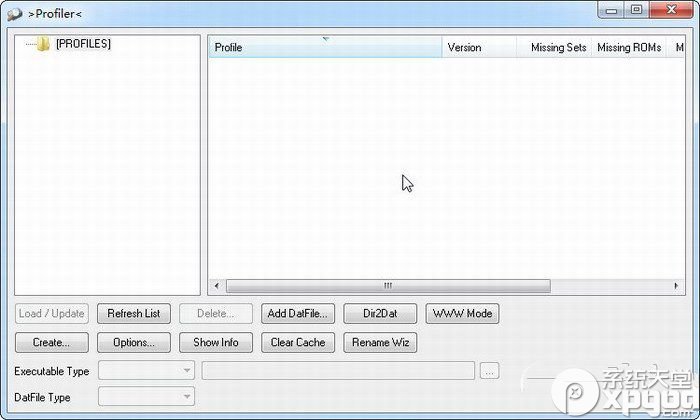 >Profiler<
[PROFILES]
Profile Version Missing Sets Missing ROMs M
Load / Update Refresh List Delete... Add DatFile... Dir2Dat WWW Mode
Create... Options... Show Info Clear Cache Rename Wiz
Executable Type ...
DatFile Type
系统天堂